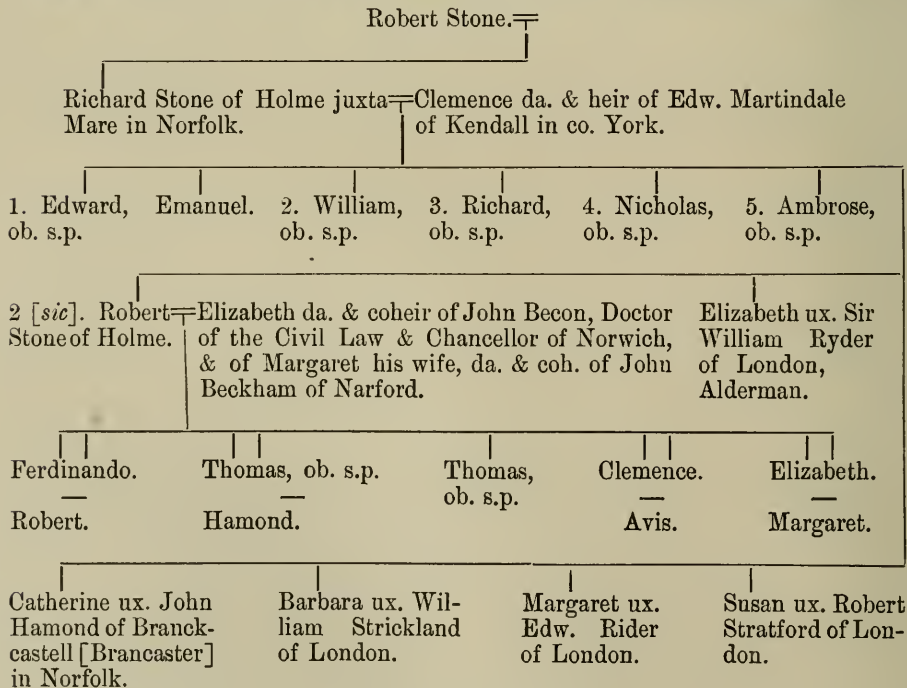 Robert Stone.
Richard Stone of Holme juxta
Mare in Norfolk.
Clemence da. & heir of Edw. Martindale
of Kendall in co. York.
1. Edward,
ob. s.p.
Emanuel.
2. William,
ob. s.p.
3. Richard,
ob. s.p.
4. Nicholas,
ob. s.p.
5. Ambrose,
ob. s.p.
2 [sic]. Robert
Stone of Holme.
Elizabeth da. & coheir of John Becon, Doctor
of the Civil Law & Chancellor of Norwich,
& of Margaret his wife, da. & coh. of John
Beckham of Narford.
Elizabeth ux. Sir
William Ryder
of London,
Alderman.
Ferdinando.
Robert.
Thomas, ob. s.p.
Hamond.
Thomas,
ob. s.p.
Clemence.
Avis.
Elizabeth.
Margaret.
Catherine ux. John
Hamond of Branck-
castell [Brancaster]
in Norfolk.
Barbara ux. Wil-
liam Strickland
of London.
Margaret ux.
Edw. Rider
of London.
Susan ux. Robert
Stratford of Lon-
don.